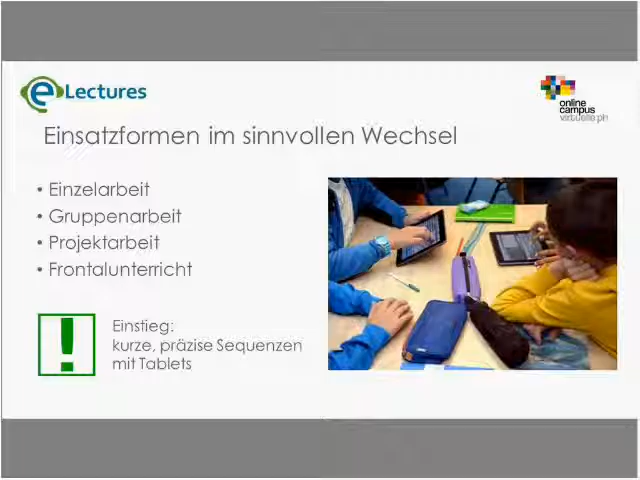 eLectures
online
campus
virtuelle ph
Einsatzformen im sinnvollen Wechsel
• Einzelarbeit
• Gruppenarbeit
• Projektarbeit
• Frontalunterricht
!
Einstieg:
kurze, präzise Sequenzen
mit Tablets